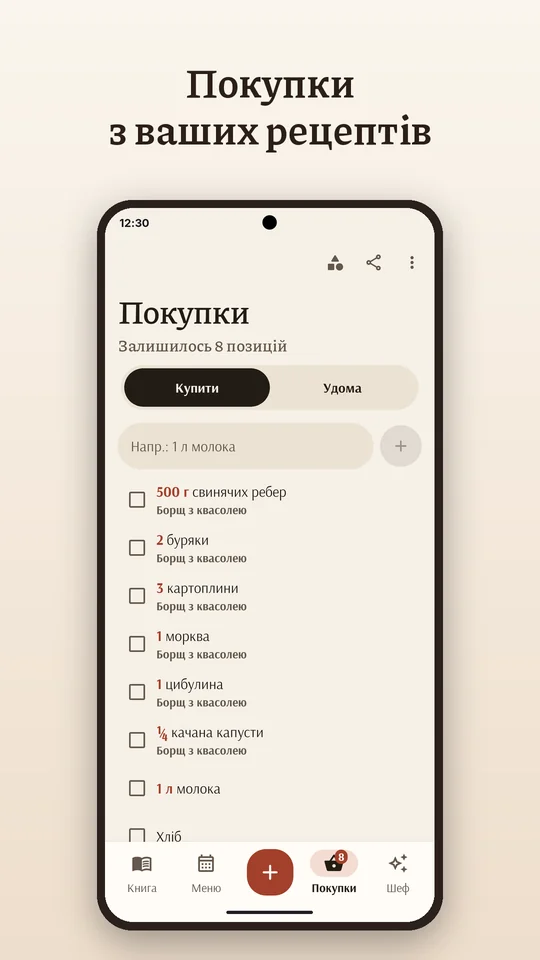 Покупки
з ваших рецептів
12:30
Покупки
Залишилось 8 позицій
Купити
Удома
Напр.: 1 л молока
500 г свинячих ребер
Борщ з квасолею
2 буряки
Борщ з квасолею
3 картоплини
Борщ з квасолею
1 морква
Борщ з квасолею
1 цибулина
Борщ з квасолею
¼ качана капусти
Борщ з квасолею
1 л молока
Хліб
8
Книга
Меню
Покупки
Шеф